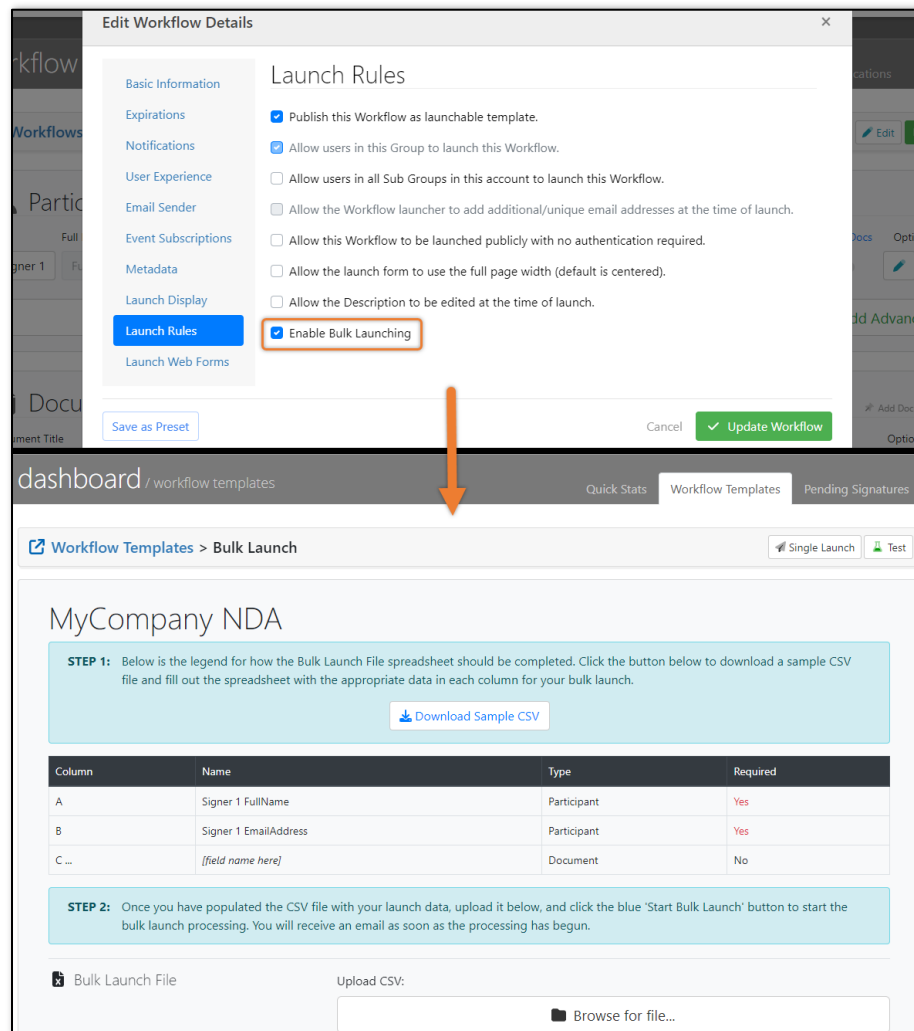 Edit Workflow Details ×
rkflow
cations
Workflows
Edit
Partic
Full
Docs Opti
gner 1 Fu
dd Advanc
Docu
Add Doc
ument Title
Optio
Basic Information
Expirations
Notifications
User Experience
Email Sender
Event Subscriptions
Metadata
Launch Display
Launch Rules
Launch Web Forms
Launch Rules
Publish this Workflow as launchable template.
Allow users in this Group to launch this Workflow.
Allow users in all Sub Groups in this account to launch this Workflow.
Allow the Workflow launcher to add additional/unique email addresses at the time of launch.
Allow this Workflow to be launched publicly with no authentication required.
Allow the launch form to use the full page width (default is centered).
Allow the Description to be edited at the time of launch.
Enable Bulk Launching
Save as Preset
Cancel Update Workflow
dashboard / workflow templates
Quick Stats Workflow Templates Pending Signatures
Workflow Templates > Bulk Launch
Single Launch Test
MyCompany NDA
STEP 1: Below is the legend for how the Bulk Launch File spreadsheet should be completed. Click the button below to download a sample CSV
file and fill out the spreadsheet with the appropriate data in each column for your bulk launch.
Download Sample CSV
Column Name Type Required
A Signer 1 FullName Participant Yes
B Signer 1 EmailAddress Participant Yes
C ... [field name here] Document No
STEP 2: Once you have populated the CSV file with your launch data, upload it below, and click the blue 'Start Bulk Launch' button to start the
bulk launch processing. You will receive an email as soon as the processing has begun.
Bulk Launch File
Upload CSV:
Browse for file...